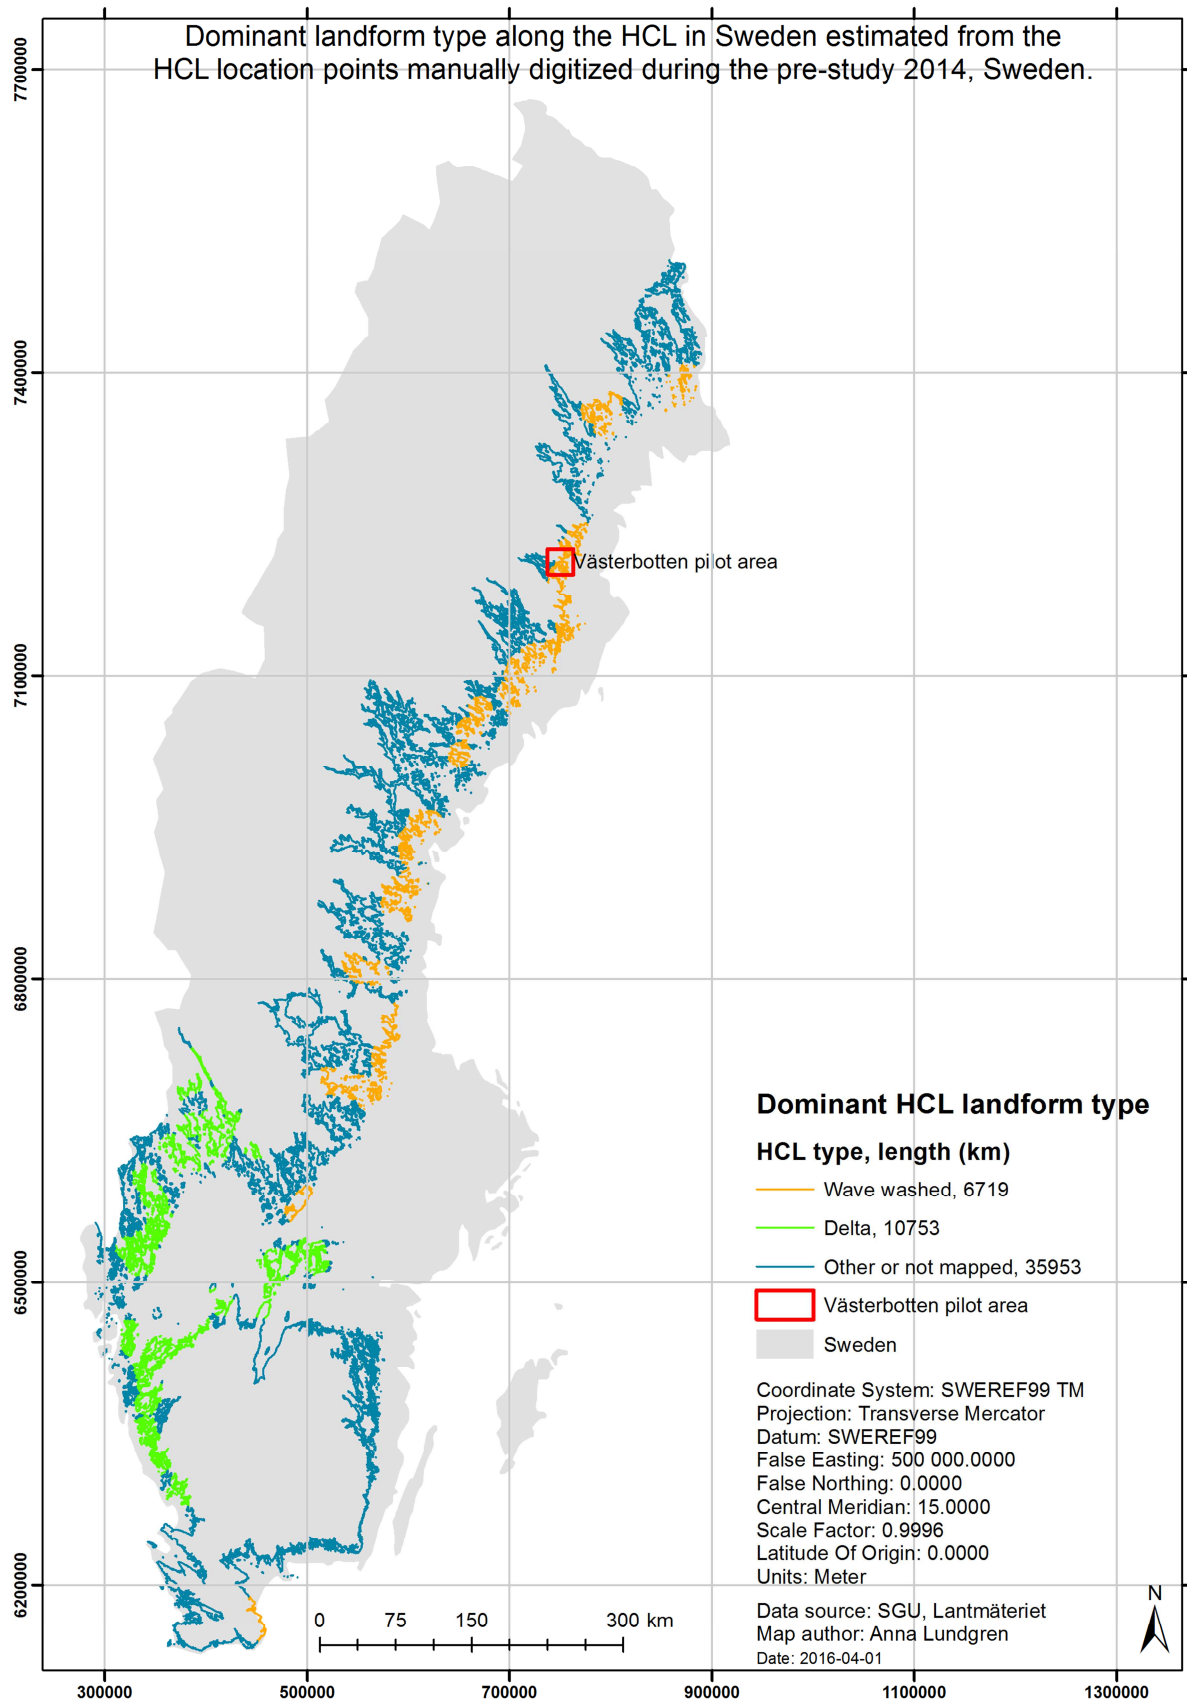 Dominant landform type along the HCL in Sweden estimated from the
HCL location points manually digitized during the pre-study 2014, Sweden.
7700000
7400000
Västerbotten pilot area
7100000
6800000
Dominant HCL landform type
HCL type, length (km)
Wave washed, 6719
Delta, 10753
Other or not mapped, 35953
6500000
Västerbotten pilot area
Sweden
Coordinate System: SWEREF99 TM
Projection: Transverse Mercator
Datum: SWEREF99
False Easting: 500 000.0000
False Northing: 0.0000
Central Meridian: 15.0000
Scale Factor: 0.9996
Latitude Of Origin: 0.0000
Units: Meter
6200000
N
0 75 150 300 km
Data source: SGU, Lantmäteriet
Map author: Anna Lundgren
Date: 2016-04-01
300000 500000 700000 900000 1100000 1300000